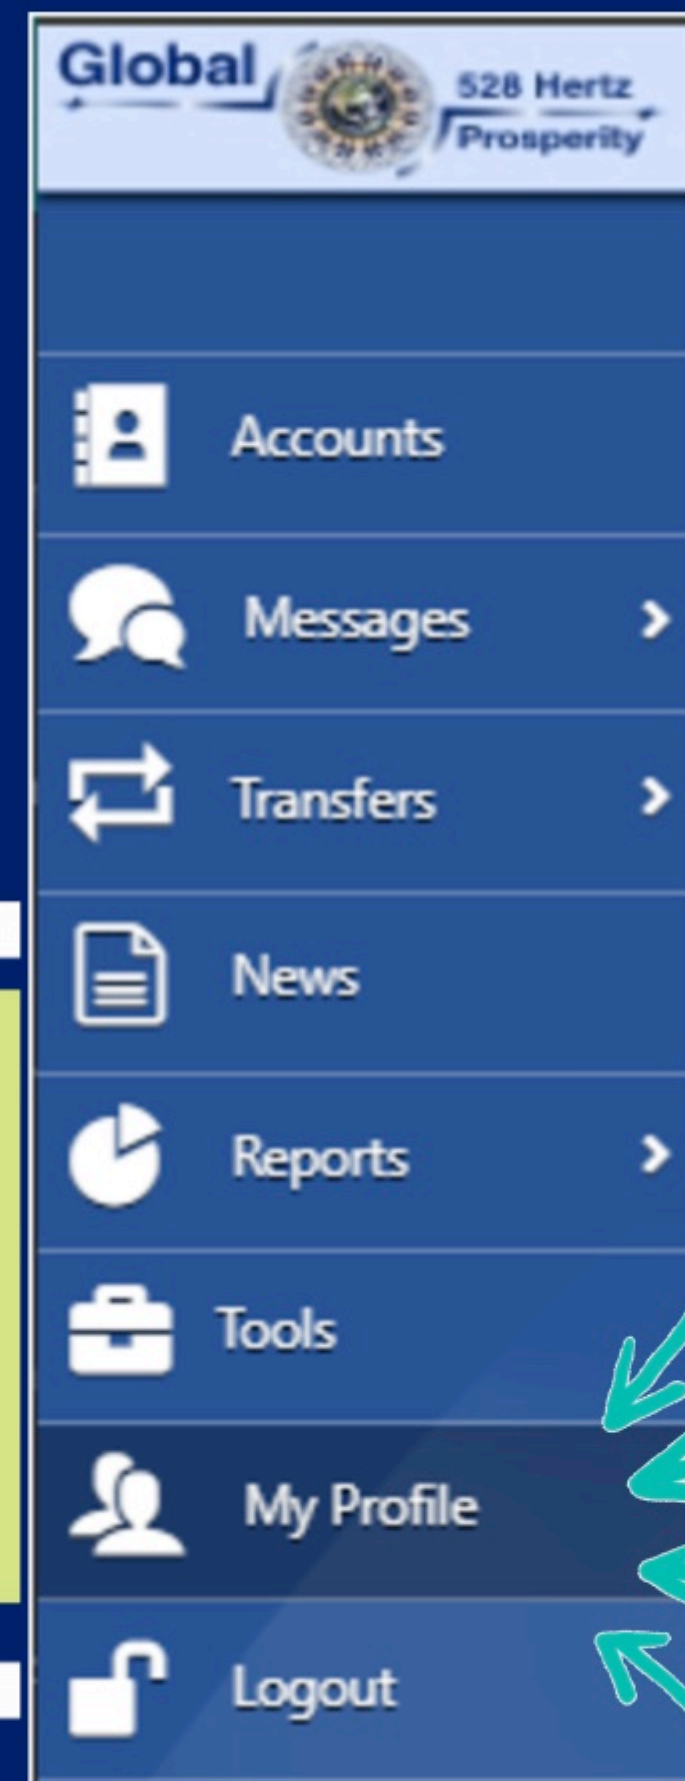 Global
528 Hertz
Prosperity
Accounts
Messages
Transfers
News
Reports
Tools
My Profile
Logout